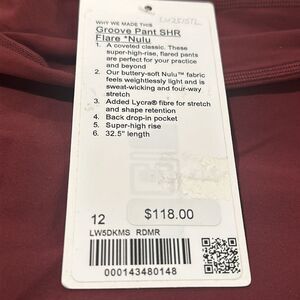 WHY WE MADE THIS
Groove Pant SHR
Flare *Nulu
1. A coveted classic. These
super-high-rise, flared pants
are perfect for your practice
and beyond
2. Our buttery-soft Nulu™ fabric
feels weightlessly light and is
sweat-wicking and four-way
stretch
3. Added Lycra® fibre for stretch
and shape retention
4. Back drop-in pocket
5. Super-high rise
6. 32.5" length
12
$118.00
LW5DKMS RDMR
000143480148